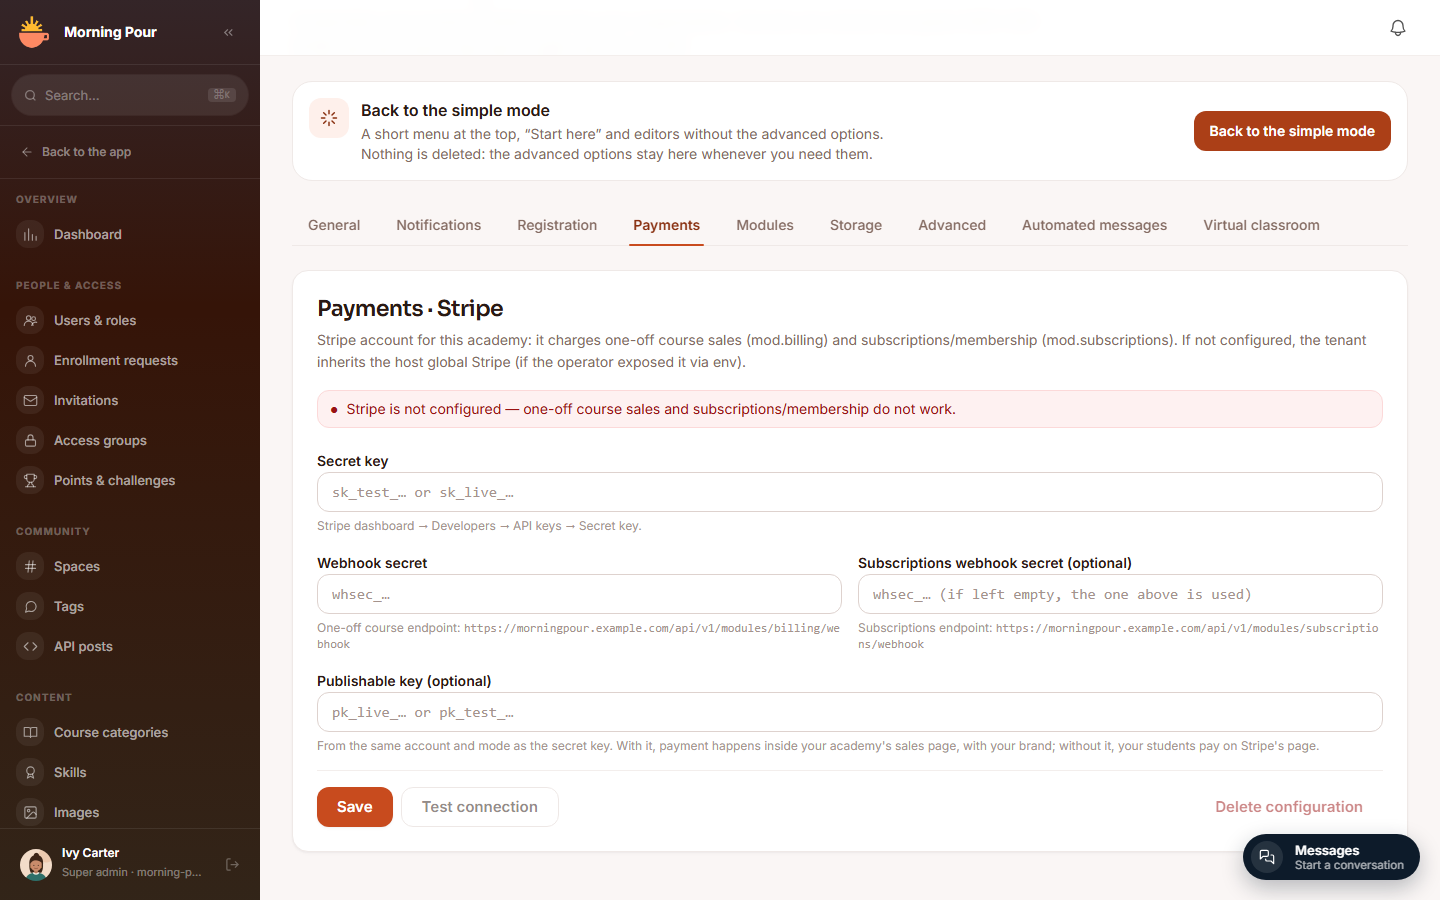 Morning Pour
Search...
⌘K
Back to the app
OVERVIEW
Dashboard
PEOPLE & ACCESS
Users & roles
Enrollment requests
Invitations
Access groups
Points & challenges
COMMUNITY
Spaces
Tags
API posts
CONTENT
Course categories
Skills
Images
Ivy Carter
Super admin · morning-p...
Back to the simple mode
A short menu at the top, “Start here” and editors without the advanced options.
Nothing is deleted: the advanced options stay here whenever you need them.
Back to the simple mode
General Notifications Registration Payments Modules Storage Advanced Automated messages Virtual classroom
Payments · Stripe
Stripe account for this academy: it charges one-off course sales (mod.billing) and subscriptions/membership (mod.subscriptions). If not configured, the tenant
inherits the host global Stripe (if the operator exposed it via env).
Stripe is not configured — one-off course sales and subscriptions/membership do not work.
Secret key
sk_test_… or sk_live_…
Stripe dashboard → Developers → API keys → Secret key.
Webhook secret
whsec_…
One-off course endpoint: https://morningpour.example.com/api/v1/modules/billing/we
bhook
Subscriptions webhook secret (optional)
whsec_… (if left empty, the one above is used)
Subscriptions endpoint: https://morningpour.example.com/api/v1/modules/subscriptio
ns/webhook
Publishable key (optional)
pk_live_… or pk_test_…
From the same account and mode as the secret key. With it, payment happens inside your academy's sales page, with your brand; without it, your students pay on Stripe's page.
Save
Test connection
Delete configuration
Messages
Start a conversation